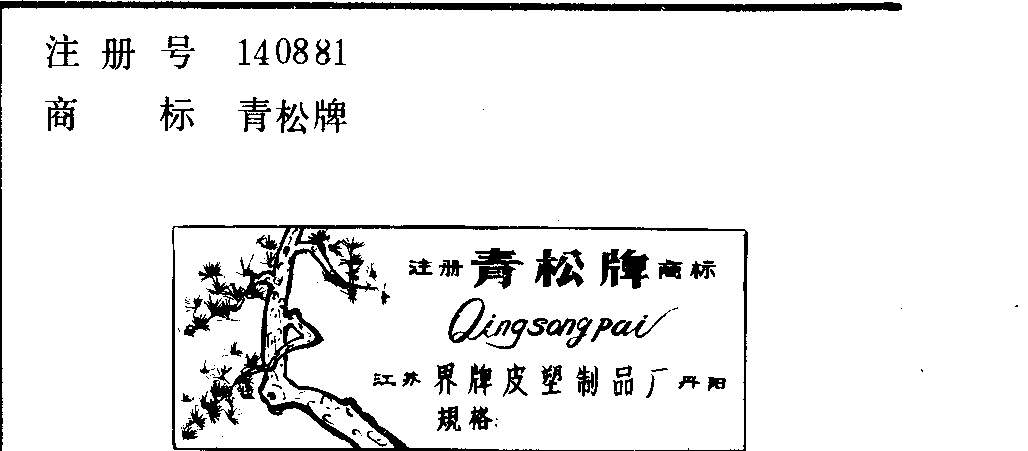 注册号 140881
商标 青松牌
注册 青松牌 商标
Qingsongpai
江苏 界牌皮塑制品厂 丹阳
规格: